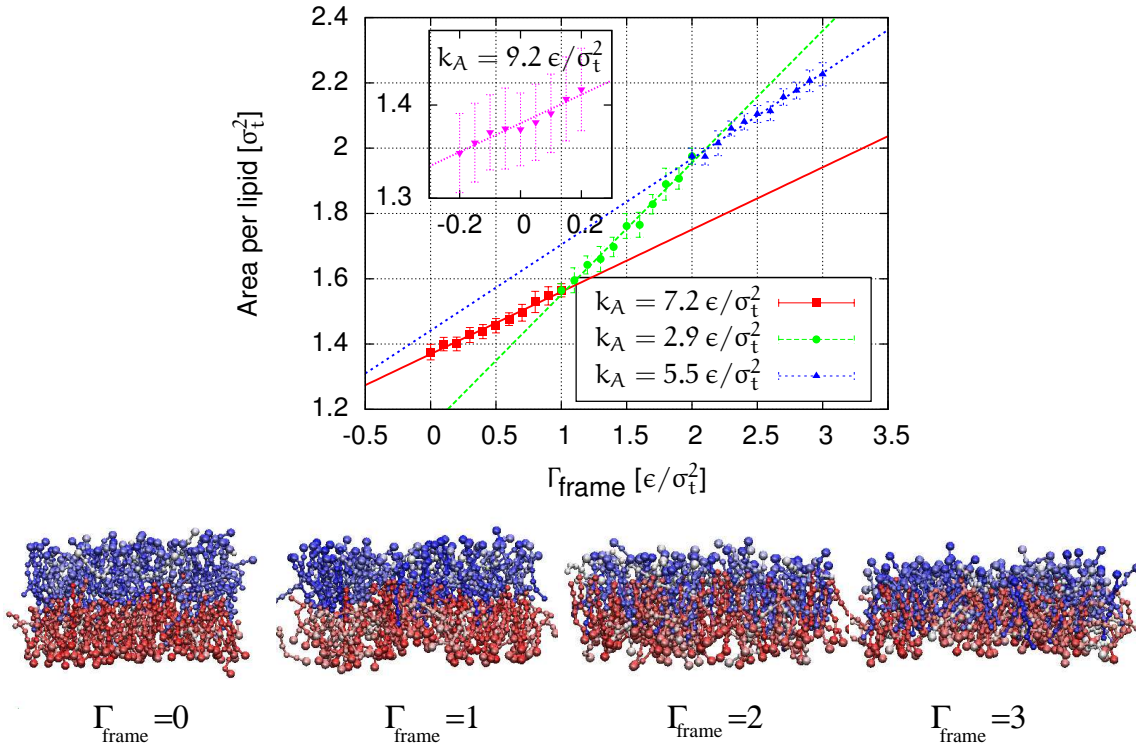 2.4
2.2
2
1.8
1.6
1.4
1.2
Area per lipid [σ_t^2]
k_A = 9.2 ϵ/σ_t^2
1.4
1.3
-0.2 0 0.2
k_A = 7.2 ϵ/σ_t^2
k_A = 2.9 ϵ/σ_t^2
k_A = 5.5 ϵ/σ_t^2
-0.5 0 0.5 1 1.5 2 2.5 3 3.5
Γ_frame [ϵ/σ_t^2]
Γ_frame =0 Γ_frame =1 Γ_frame =2 Γ_frame =3